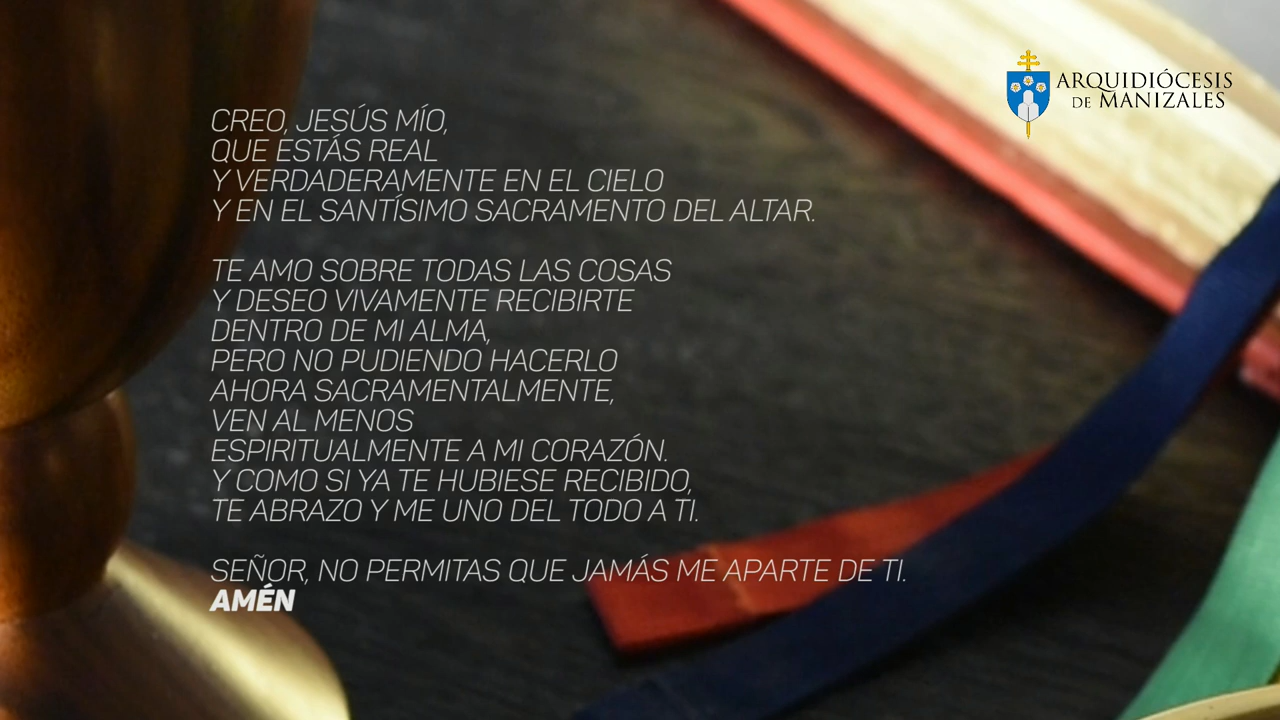 ARQUIDIÓCESIS
DE MANIZALES
CREO, JESÚS MÍO,
QUE ESTÁS REAL
Y VERDADERAMENTE EN EL CIELO
Y EN EL SANTÍSIMO SACRAMENTO DEL ALTAR.
TE AMO SOBRE TODAS LAS COSAS
Y DESEO VIVAMENTE RECIBIRTE
DENTRO DE MI ALMA,
PERO NO PUDIENDO HACERLO
AHORA SACRAMENTALMENTE,
VEN AL MENOS
ESPIRITUALMENTE A MI CORAZÓN.
Y COMO SI YA TE HUBIESE RECIBIDO,
TE ABRAZO Y ME UNO DEL TODO A TI.
SEÑOR, NO PERMITAS QUE JAMÁS ME APARTE DE TI.
AMÉN